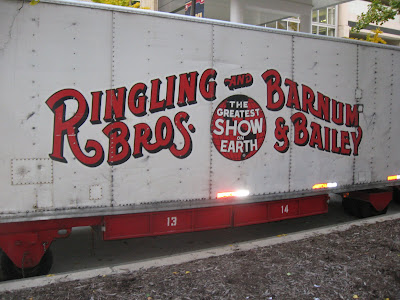 RINGLING AND BARNUM
BROS. & BAILEY
THE
GREATEST
SHOW
ON
EARTH
13 14